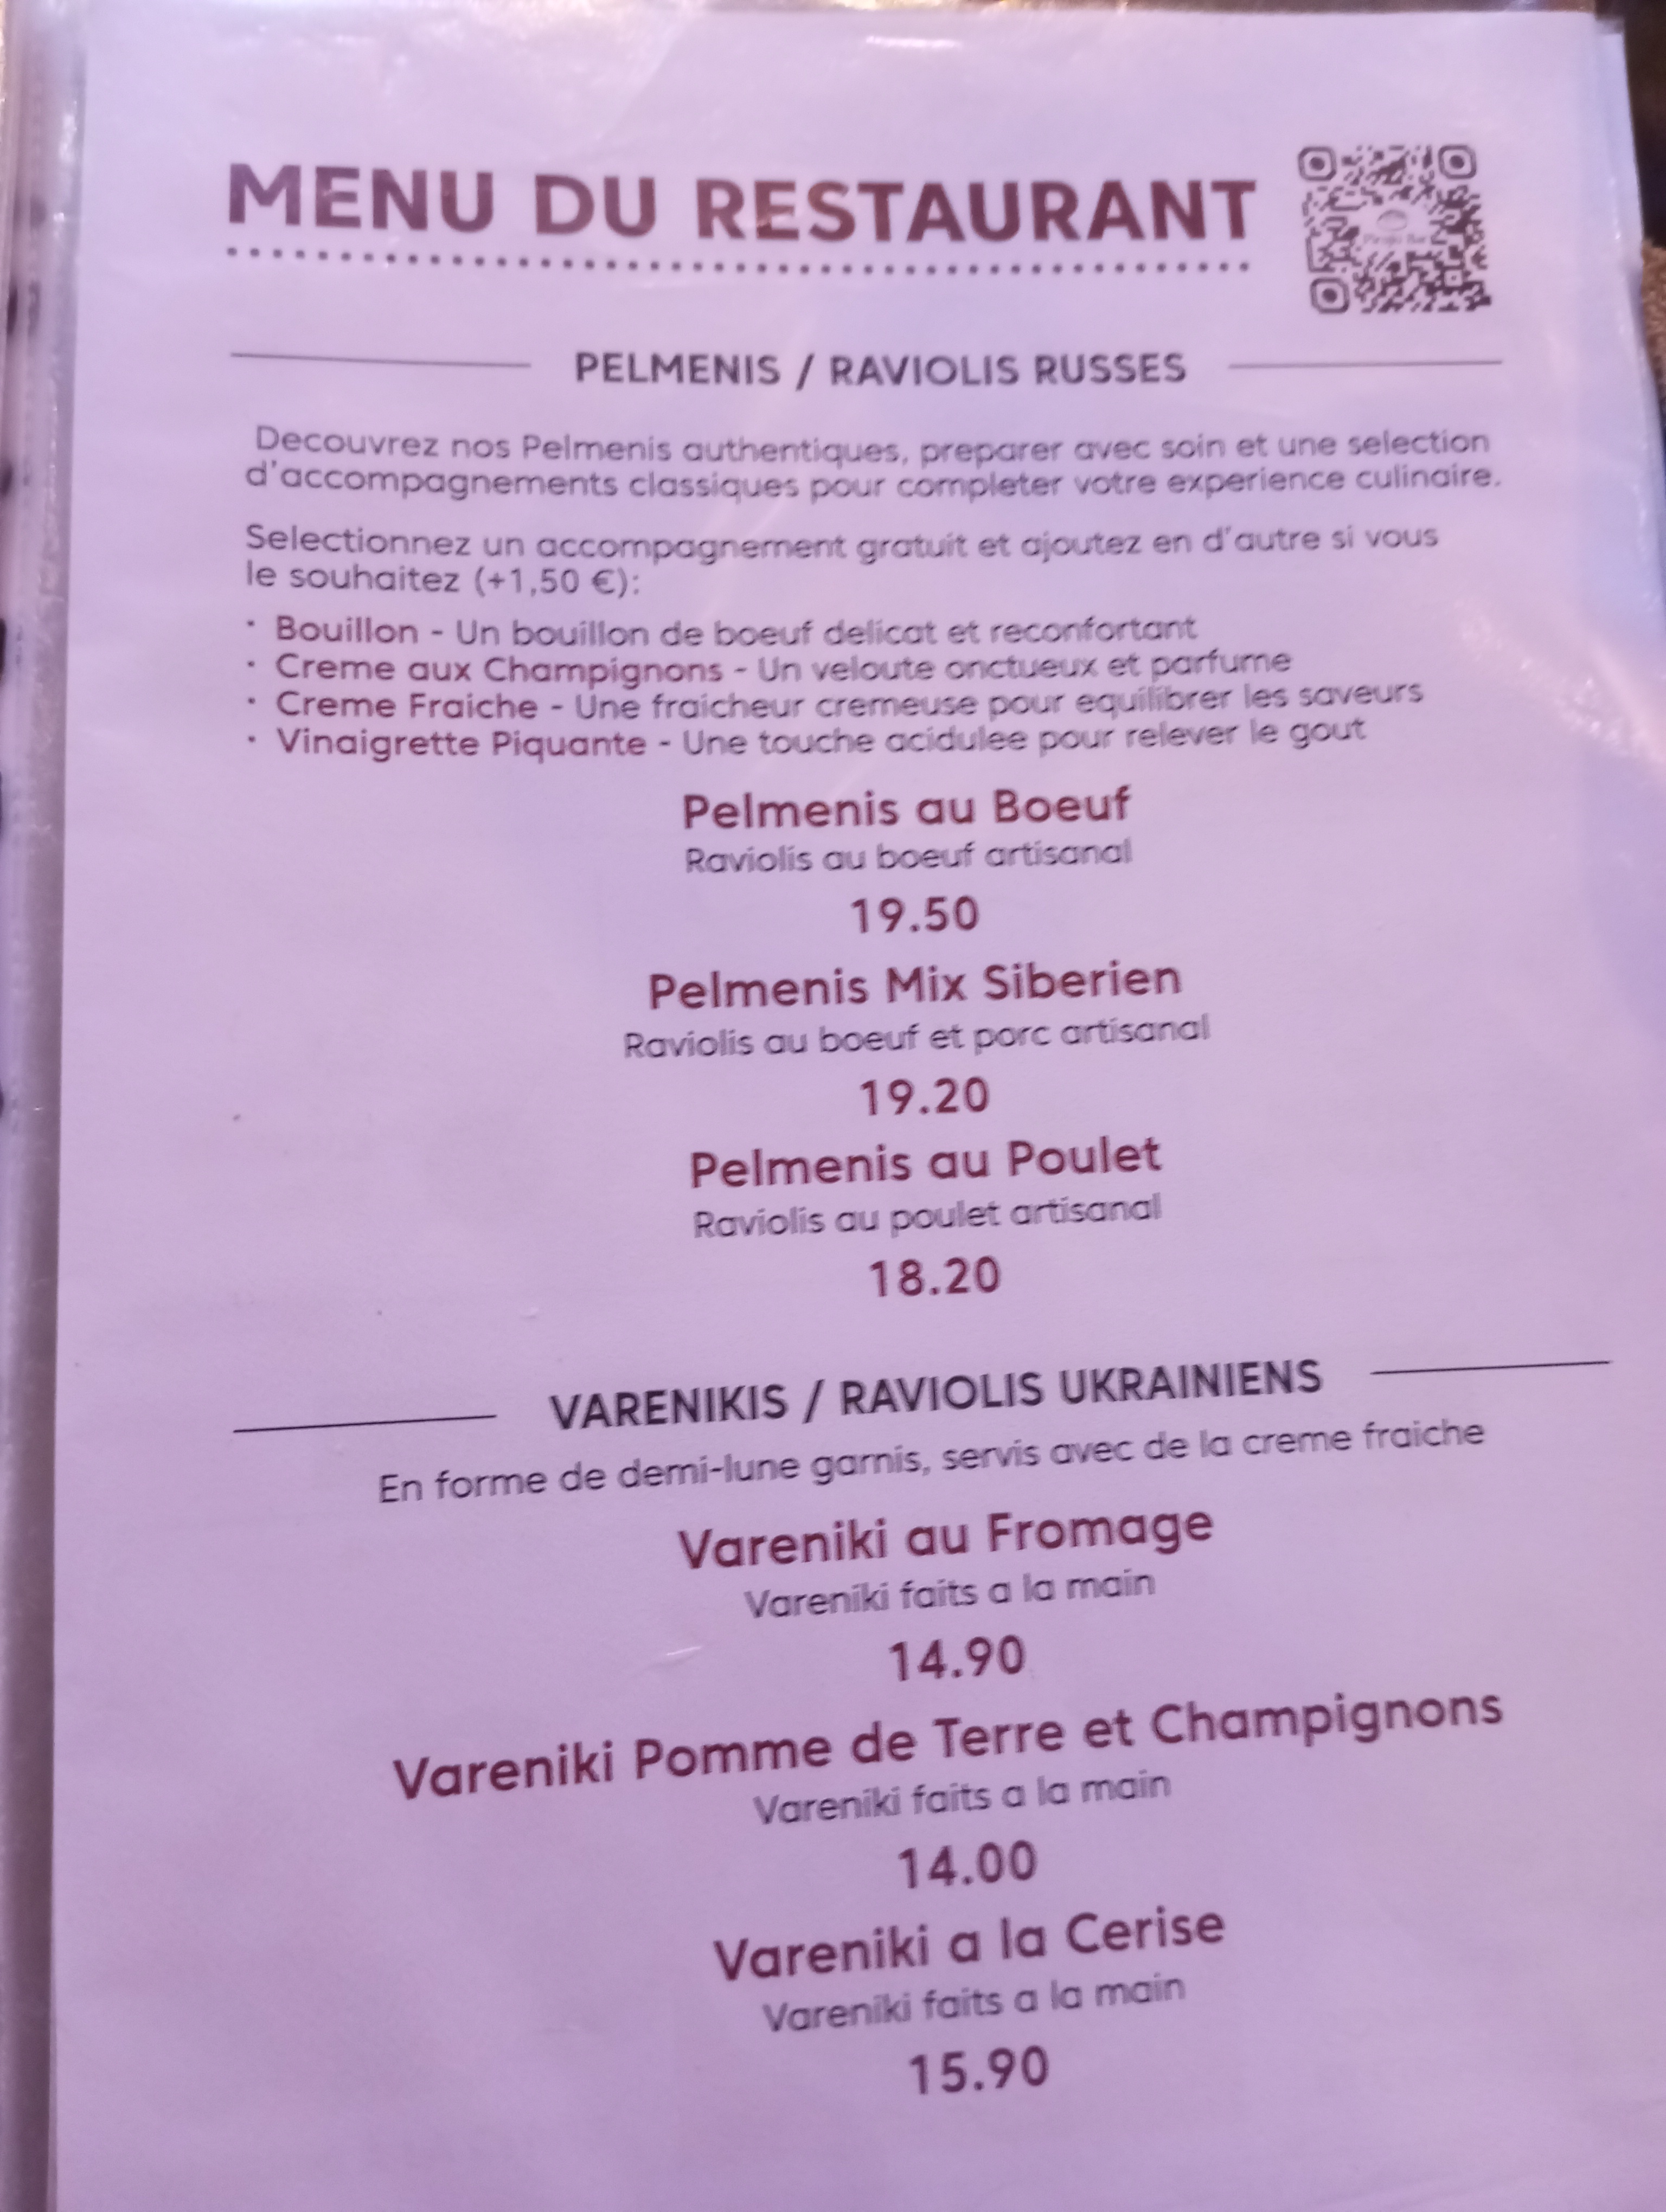 MENU DU RESTAURANT
PELMENIS / RAVIOLIS RUSSES
Decouvrez nos Pelmenis authentiques, preparer avec soin et une selection
d'accompagnements classiques pour completer votre experience culinaire.
Selectionnez un accompagnement gratuit et ajoutez en d'autre si vous
le souhaitez (+1,50 €):
· Bouillon - Un bouillon de boeuf delicat et reconfortant
· Creme aux Champignons - Un veloute onctueux et parfume
· Creme Fraiche - Une fraicheur cremeuse pour equilibrer les saveurs
· Vinaigrette Piquante - Une touche acidulee pour relever le gout
Pelmenis au Boeuf
Raviolis au boeuf artisanal
19.50
Pelmenis Mix Siberien
Raviolis au boeuf et porc artisanal
19.20
Pelmenis au Poulet
Raviolis au poulet artisanal
18.20
VARENIKIS / RAVIOLIS UKRAINIENS
En forme de demi-lune garnis, servis avec de la creme fraiche
Vareniki au Fromage
Vareniki faits a la main
14.90
Vareniki Pomme de Terre et Champignons
Vareniki faits a la main
14.00
Vareniki a la Cerise
Vareniki faits a la main
15.90